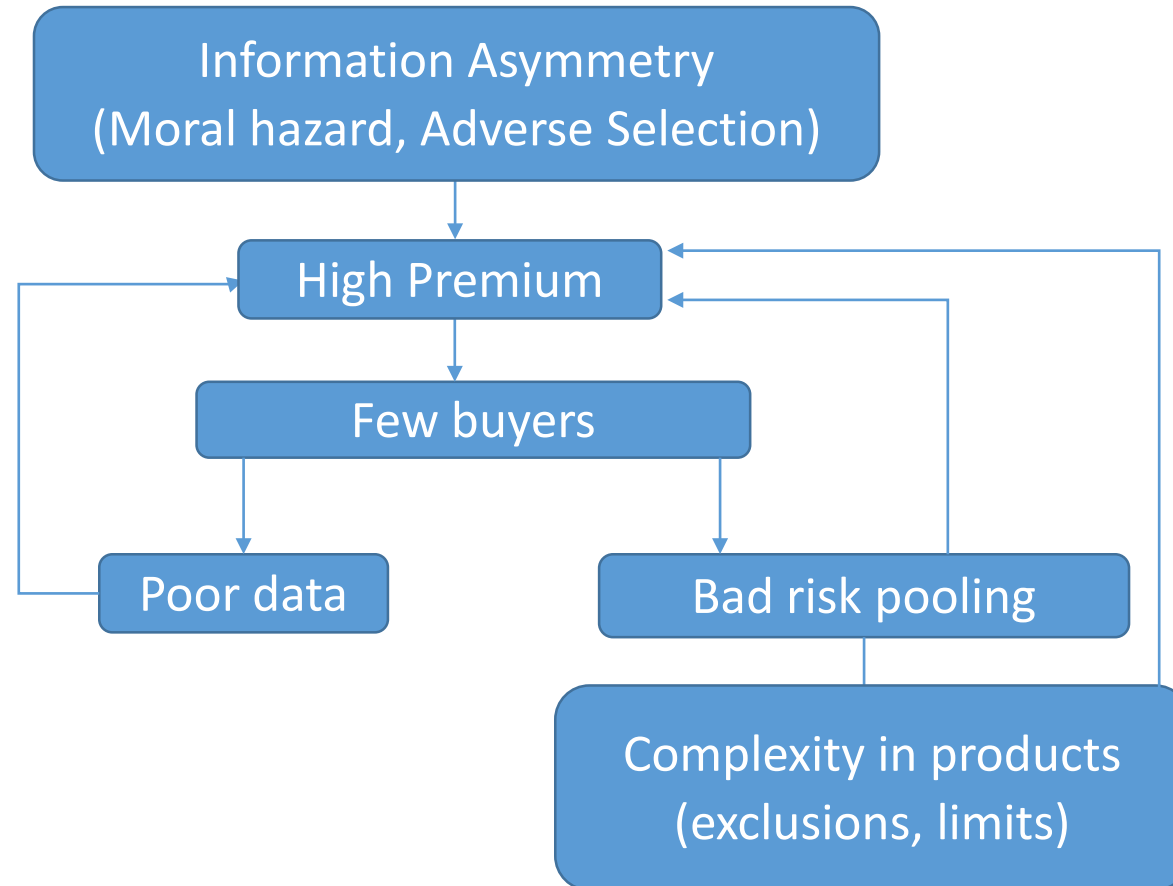 Information Asymmetry
(Moral hazard, Adverse Selection)
High Premium
Few buyers
Poor data
Bad risk pooling
Complexity in products
(exclusions, limits)